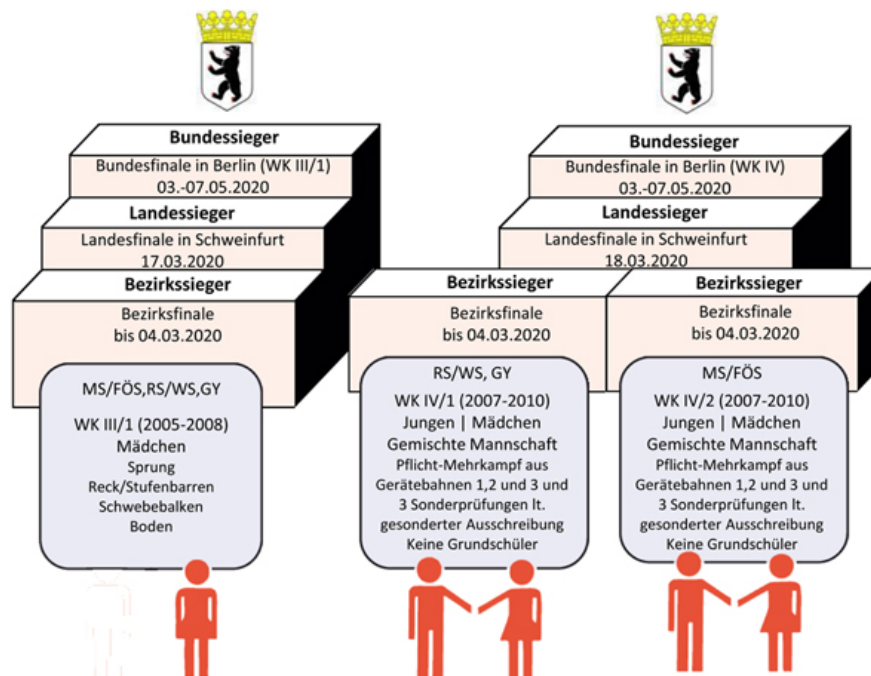 Bundessieger
Bundesfinale in Berlin (WK III/1)
03.-07.05.2020
Landessieger
Landesfinale in Schweinfurt
17.03.2020
Bezirkssieger
Bezirksfinale
bis 04.03.2020
MS/FÖS,RS/WS,GY
WK III/1 (2005-2008)
Mädchen
Sprung
Reck/Stufenbarren
Schwebebalken
Boden
Bundessieger
Bundesfinale in Berlin (WK IV)
03.-07.05.2020
Landessieger
Landesfinale in Schweinfurt
18.03.2020
Bezirkssieger
Bezirksfinale
bis 04.03.2020
RS/WS, GY
WK IV/1 (2007-2010)
Jungen | Mädchen
Gemischte Mannschaft
Pflicht-Mehrkampf aus
Gerätebahnen 1,2 und 3 und
3 Sonderprüfungen lt.
gesonderter Ausschreibung
Keine Grundschüler
Bezirkssieger
Bezirksfinale
bis 04.03.2020
MS/FÖS
WK IV/2 (2007-2010)
Jungen | Mädchen
Gemischte Mannschaft
Pflicht-Mehrkampf aus
Gerätebahnen 1,2 und 3 und
3 Sonderprüfungen lt.
gesonderter Ausschreibung
Keine Grundschüler